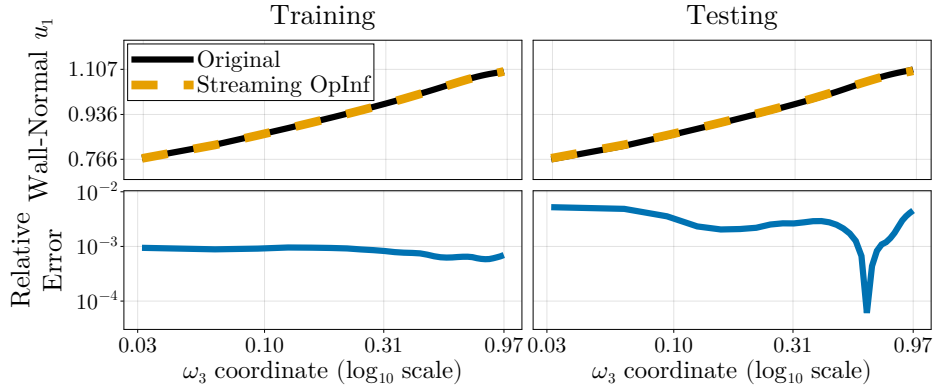 Training
Testing
Wall-Normal u₁
1.107
0.936
0.766
Original
Streaming OpInf
Relative
Error
10⁻²
10⁻³
10⁻⁴
0.03 0.10 0.31 0.97
0.03 0.10 0.31 0.97
ω₃ coordinate (log₁₀ scale)
ω₃ coordinate (log₁₀ scale)